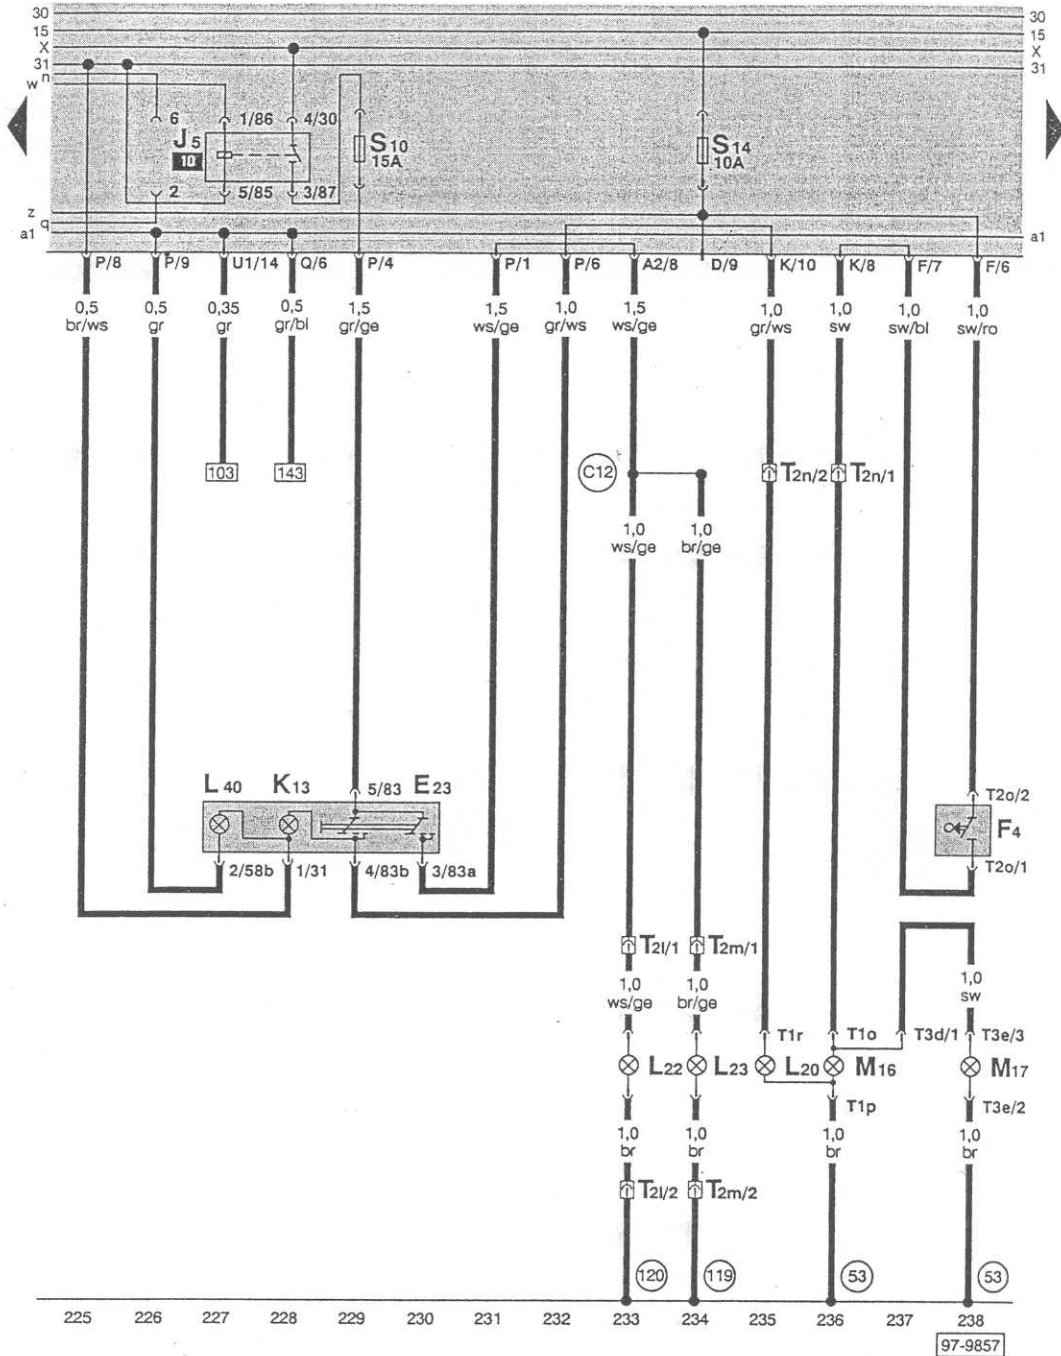 30 30
15 15
X X
31 31
n
w
6 1/86 4/30
J5 S10 S14
10 15A 10A
2 5/85 3/87
z
q
a1 a1
P/8 P/9 U1/14 Q/6 P/4 P/1 P/6 A2/8 D/9 K/10 K/8 F/7 F/6
0,5 0,5 0,35 0,5 1,5 1,5 1,0 1,5 1,0 1,0 1,0 1,0
br/ws gr gr gr/bl gr/ge ws/ge gr/ws ws/ge gr/ws sw sw/bl sw/ro
103 143 C12 T2n/2 T2n/1
1,0 1,0
ws/ge br/ge
L40 K13 5/83 E23 T2o/2
F4
2/58b 1/31 4/83b 3/83a T2o/1
T2l/1 T2m/1
1,0 1,0 1,0
ws/ge br/ge sw
T1r T1o T3d/1 T3e/3
L22 L23 L20 M16 M17
T1p T3e/2
1,0 1,0 1,0 1,0
br br br br
T2l/2 T2m/2
120 119 53 53
225 226 227 228 229 230 231 232 233 234 235 236 237 238
97-9857